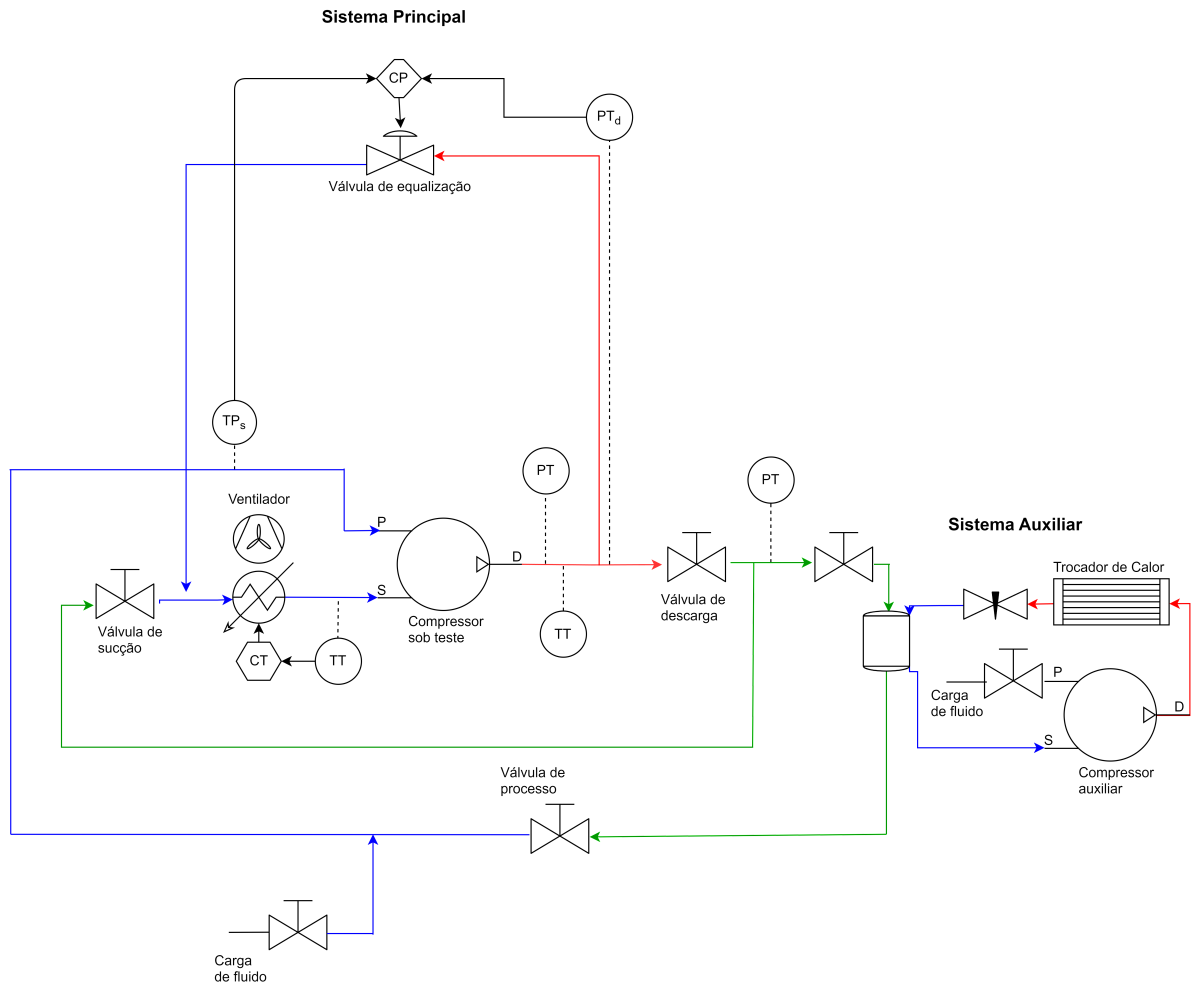 Sistema Principal
CP
PTd
Válvula de equalização
TPs
Ventilador
PT
PT
P
D
S
Sistema Auxiliar
Trocador de Calor
Válvula de
sucção
CT
TT
Compressor
sob teste
TT
Válvula de
descarga
Carga
de fluido
P
D
S
Compressor
auxiliar
Válvula de
processo
Carga
de fluido